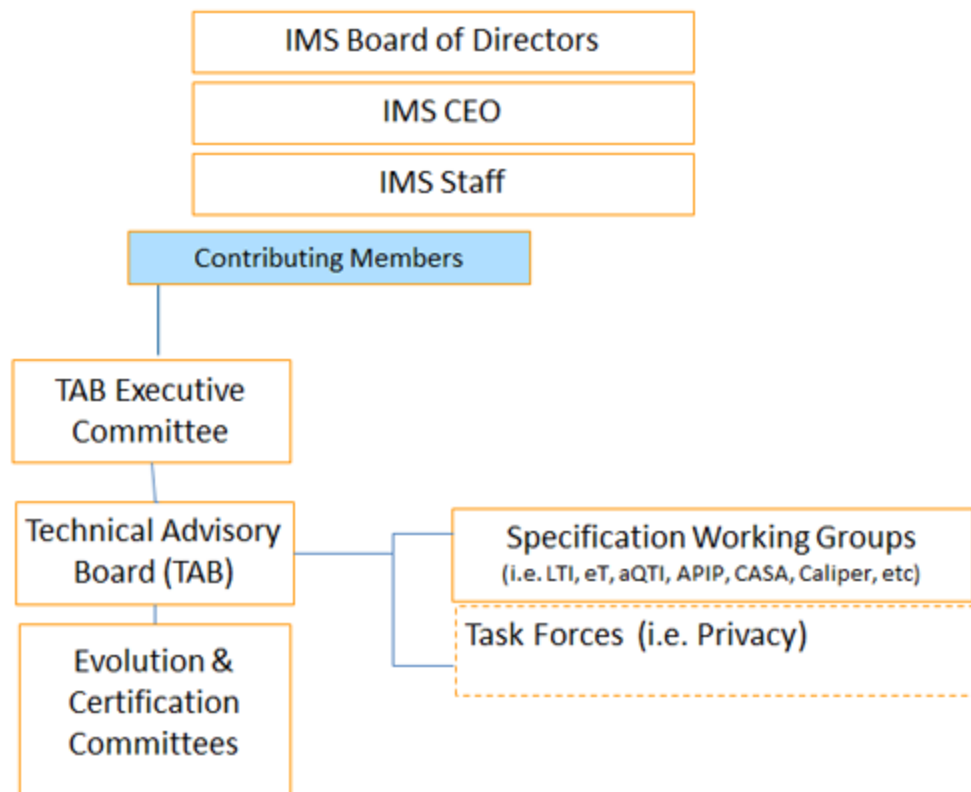 IMS Board of Directors
IMS CEO
IMS Staff
Contributing Members
TAB Executive
Committee
Technical Advisory
Board (TAB)
Specification Working Groups
(i.e. LTI, eT, aQTI, APIP, CASA, Caliper, etc)
Task Forces (i.e. Privacy)
Evolution &
Certification
Committees